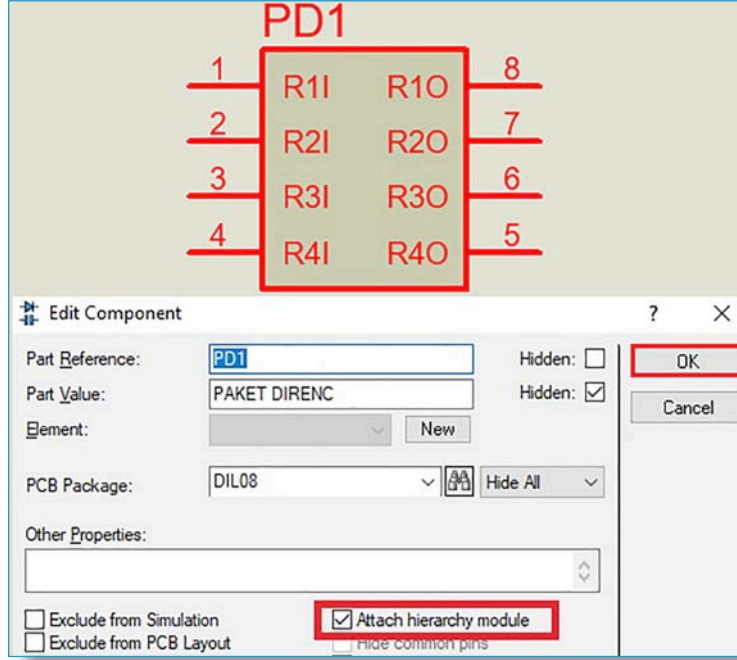 PD1
1 R1I R1O 8
2 R2I R2O 7
3 R3I R3O 6
4 R4I R4O 5
Edit Component ? X
Part Reference: PD1 Hidden: OK
Part Value: PAKET DIRENC Hidden: Cancel
Element: New
PCB Package: DIL08 Hide All
Other Properties:
Exclude from Simulation Attach hierarchy module
Exclude from PCB Layout Hide common pins